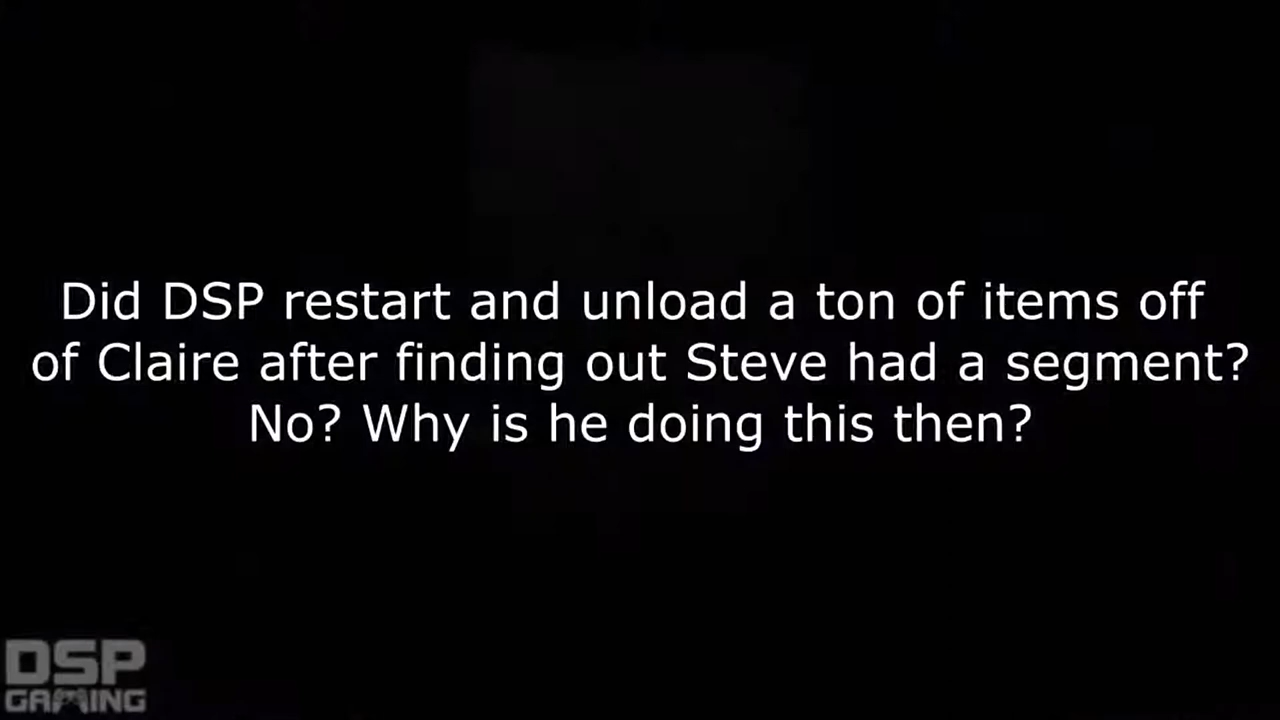 Did DSP restart and unload a ton of items off
of Claire after finding out Steve had a segment?
No? Why is he doing this then?
DSP
GAMING